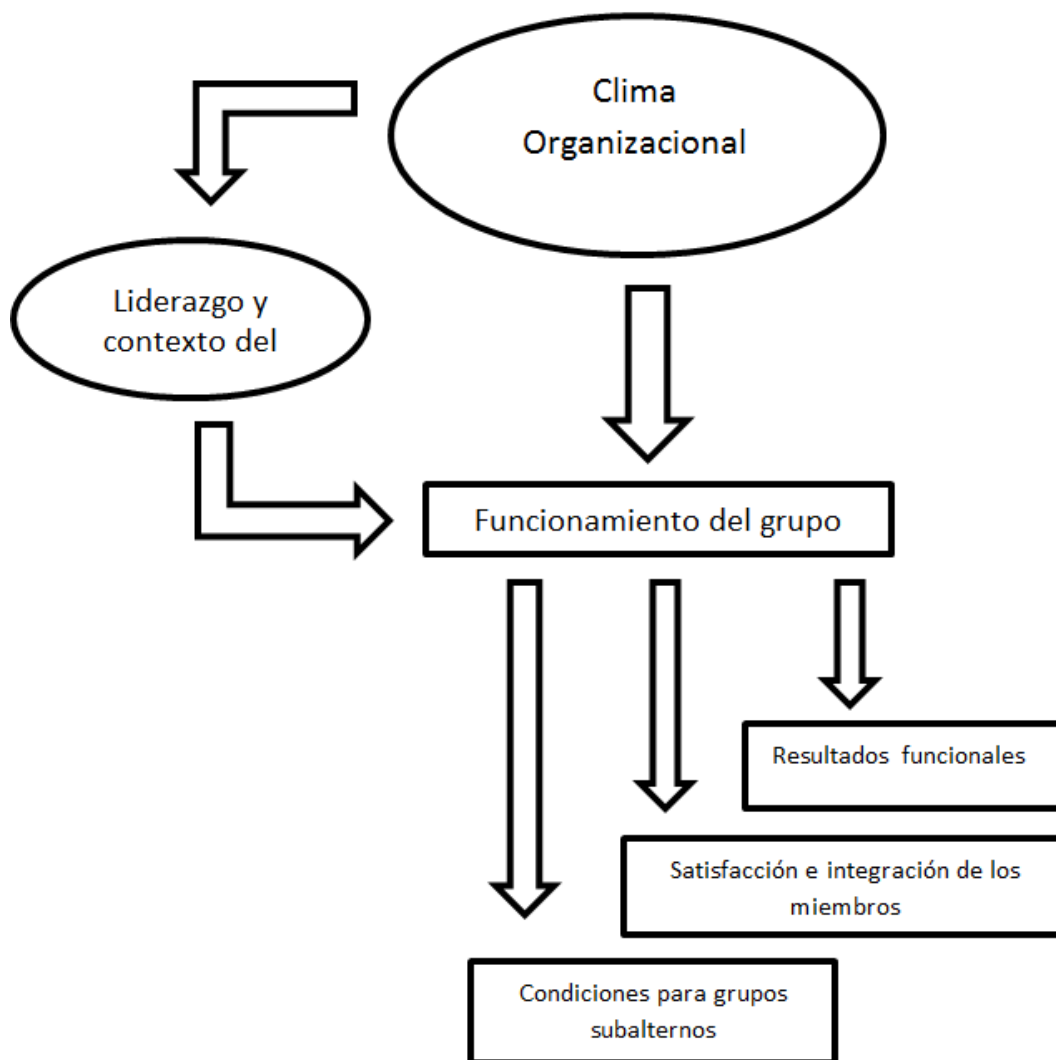 Clima
Organizacional
Liderazgo y
contexto del
Funcionamiento del grupo
Resultados funcionales
Satisfacción e integración de los
miembros
Condiciones para grupos
subalternos